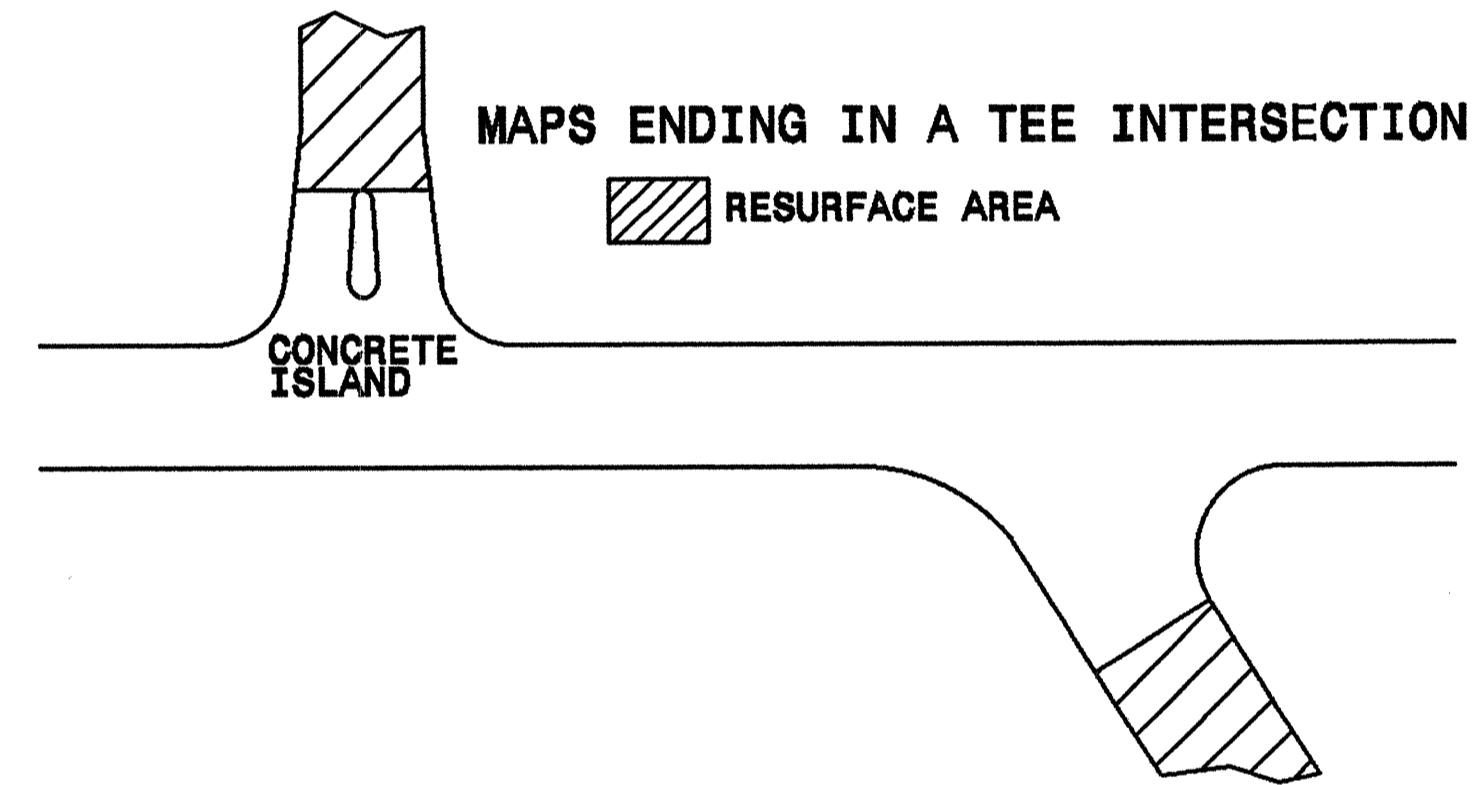 MAPS ENDING IN A TEE INTERSECTION
RESURFACE AREA
CONCRETE
ISLAND